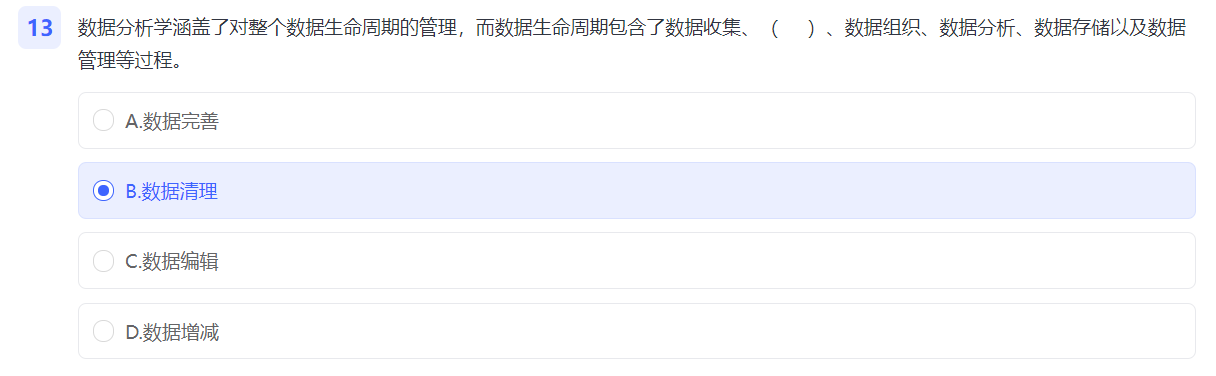 13 数据分析学涵盖了对整个数据生命周期的管理，而数据生命周期包含了数据收集、（ ）、数据组织、数据分析、数据存储以及数据
管理等过程。
A.数据完善
B.数据清理
C.数据编辑
D.数据增减